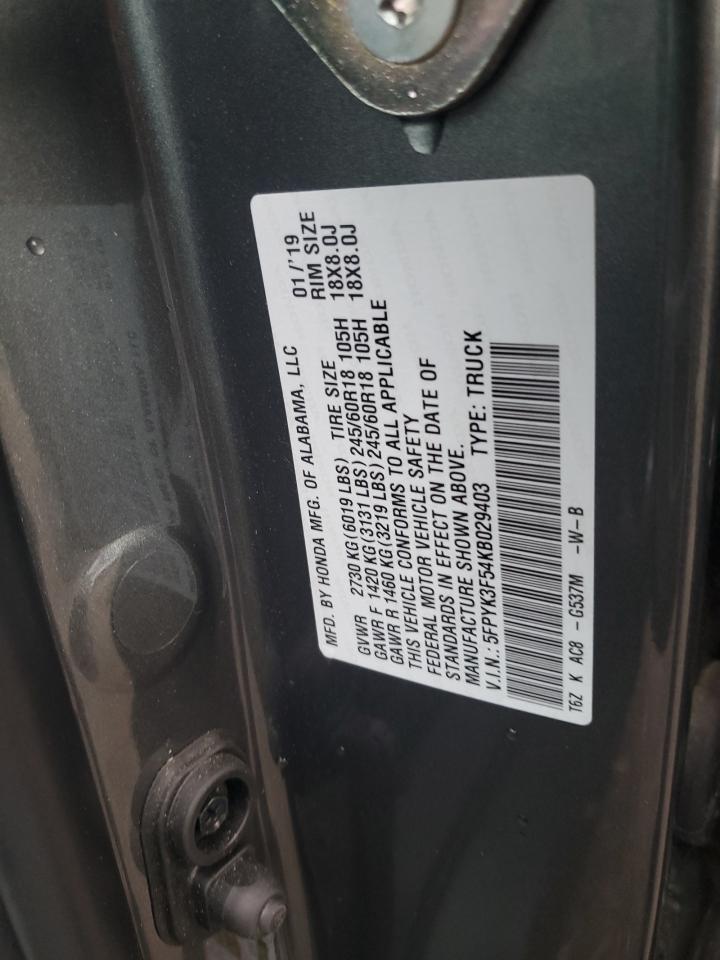 MFD. BY HONDA MFG. OF ALABAMA, LLC 01/'19
GVWR 2730 KG(6019 LBS) TIRE SIZE RIM SIZE
GAWR F 1420 KG(3131 LBS) 245/60R18 105H 18X8.0J
GAWR R 1460 KG(3219 LBS) 245/60R18 105H 18X8.0J
THIS VEHICLE CONFORMS TO ALL APPLICABLE
FEDERAL MOTOR VEHICLE SAFETY
STANDARDS IN EFFECT ON THE DATE OF
MANUFACTURE SHOWN ABOVE.
V.I.N.: 5FPYK3F54KB029403 TYPE: TRUCK
T6Z K AC8 -G537M -W-B